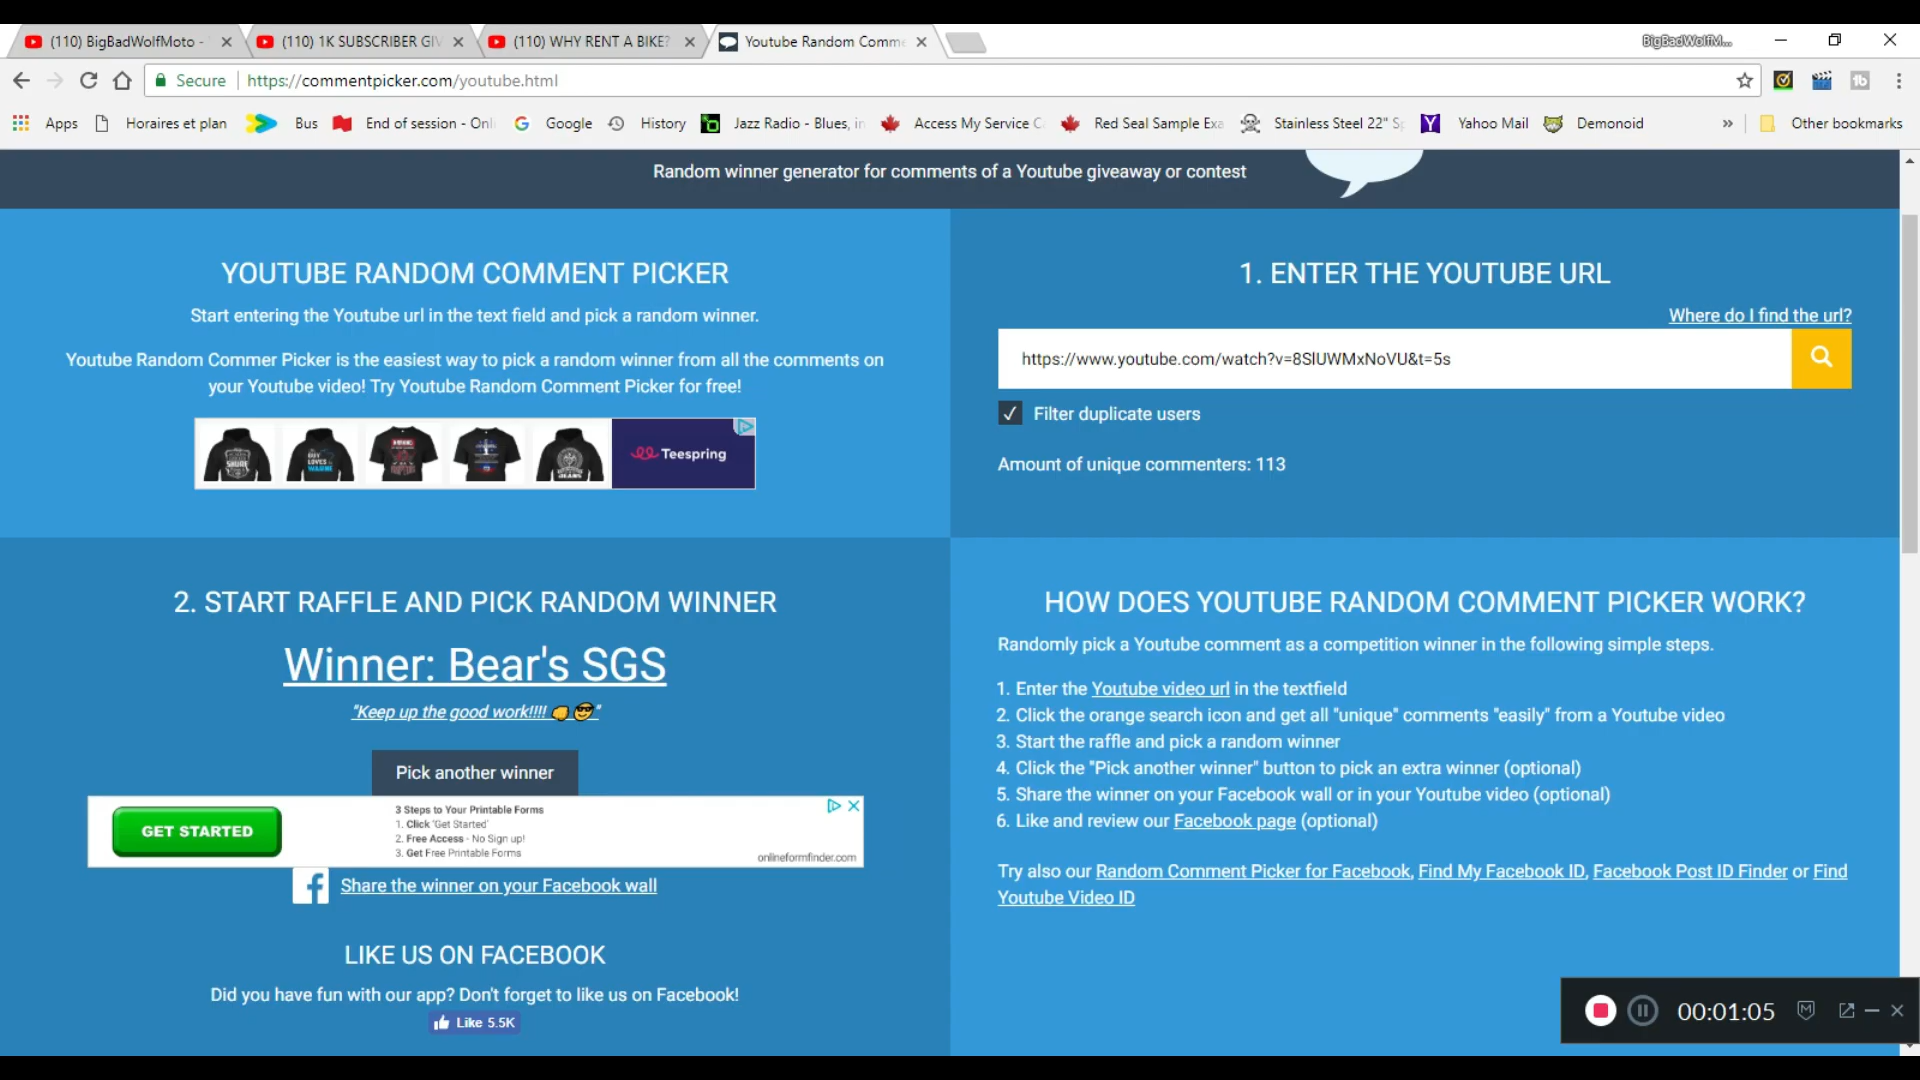 (110) BigBadWolfMoto -
(110) 1K SUBSCRIBER GIV
(110) WHY RENT A BIKE?
Youtube Random Comme
BigBadWolfM...
Secure
https://commentpicker.com/youtube.html
Apps
Horaires et plan
Bus
End of session - Onl
Google
History
Jazz Radio - Blues, in
Access My Service C
Red Seal Sample Exa
Stainless Steel 22" Sp
Yahoo Mail
Demonoid
»
Other bookmarks
Random winner generator for comments of a Youtube giveaway or contest
YOUTUBE RANDOM COMMENT PICKER
Start entering the Youtube url in the text field and pick a random winner.
Youtube Random Commer Picker is the easiest way to pick a random winner from all the comments on
your Youtube video! Try Youtube Random Comment Picker for free!
Teespring
1. ENTER THE YOUTUBE URL
Where do I find the url?
https://www.youtube.com/watch?v=8SlUWMxNoVU&t=5s
Filter duplicate users
Amount of unique commenters: 113
2. START RAFFLE AND PICK RANDOM WINNER
Winner: Bear's SGS
"Keep up the good work!!!! 👊😎"
Pick another winner
GET STARTED
3 Steps to Your Printable Forms
1. Click 'Get Started'
2. Free Access - No Sign up!
3. Get Free Printable Forms
onlineformfinder.com
Share the winner on your Facebook wall
LIKE US ON FACEBOOK
Did you have fun with our app? Don't forget to like us on Facebook!
Like 5.5K
HOW DOES YOUTUBE RANDOM COMMENT PICKER WORK?
Randomly pick a Youtube comment as a competition winner in the following simple steps.
1. Enter the Youtube video url in the textfield
2. Click the orange search icon and get all "unique" comments "easily" from a Youtube video
3. Start the raffle and pick a random winner
4. Click the "Pick another winner" button to pick an extra winner (optional)
5. Share the winner on your Facebook wall or in your Youtube video (optional)
6. Like and review our Facebook page (optional)
Try also our Random Comment Picker for Facebook, Find My Facebook ID, Facebook Post ID Finder or Find
Youtube Video ID
00:01:05